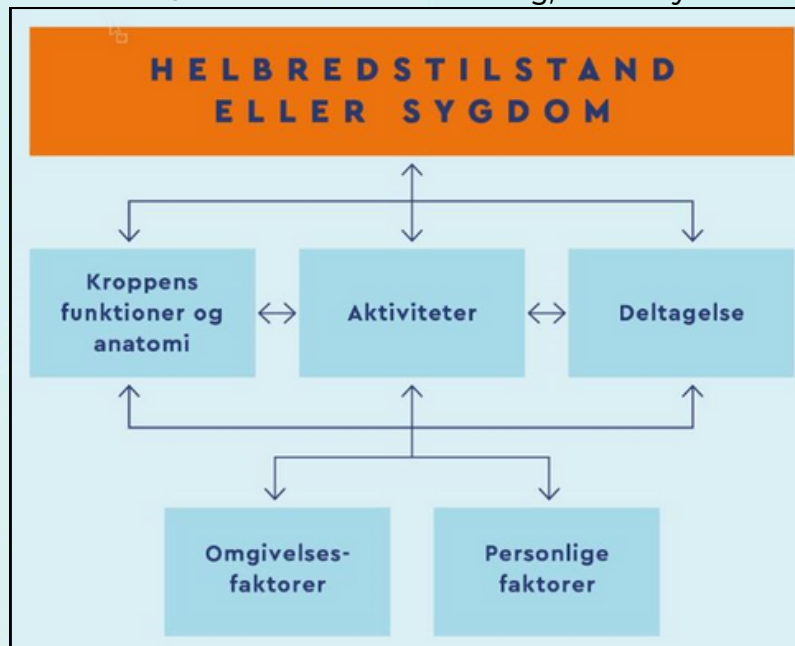 HELBREDSTILSTAND
ELLER SYGDOM
Kroppens
funktioner og
anatomi
Aktiviteter
Deltagelse
Omgivelses-
faktorer
Personlige
faktorer